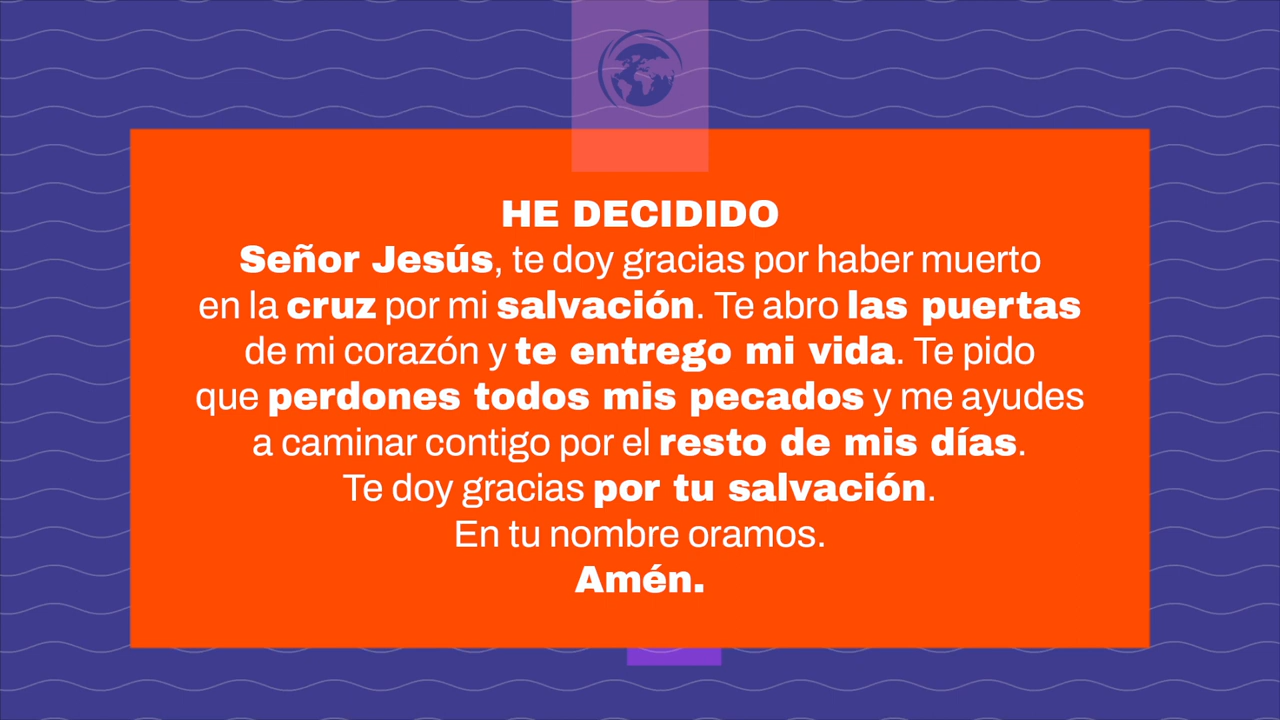 HE DECIDIDO
Señor Jesús, te doy gracias por haber muerto
en la cruz por mi salvación. Te abro las puertas
de mi corazón y te entrego mi vida. Te pido
que perdones todos mis pecados y me ayudes
a caminar contigo por el resto de mis días.
Te doy gracias por tu salvación.
En tu nombre oramos.
Amén.